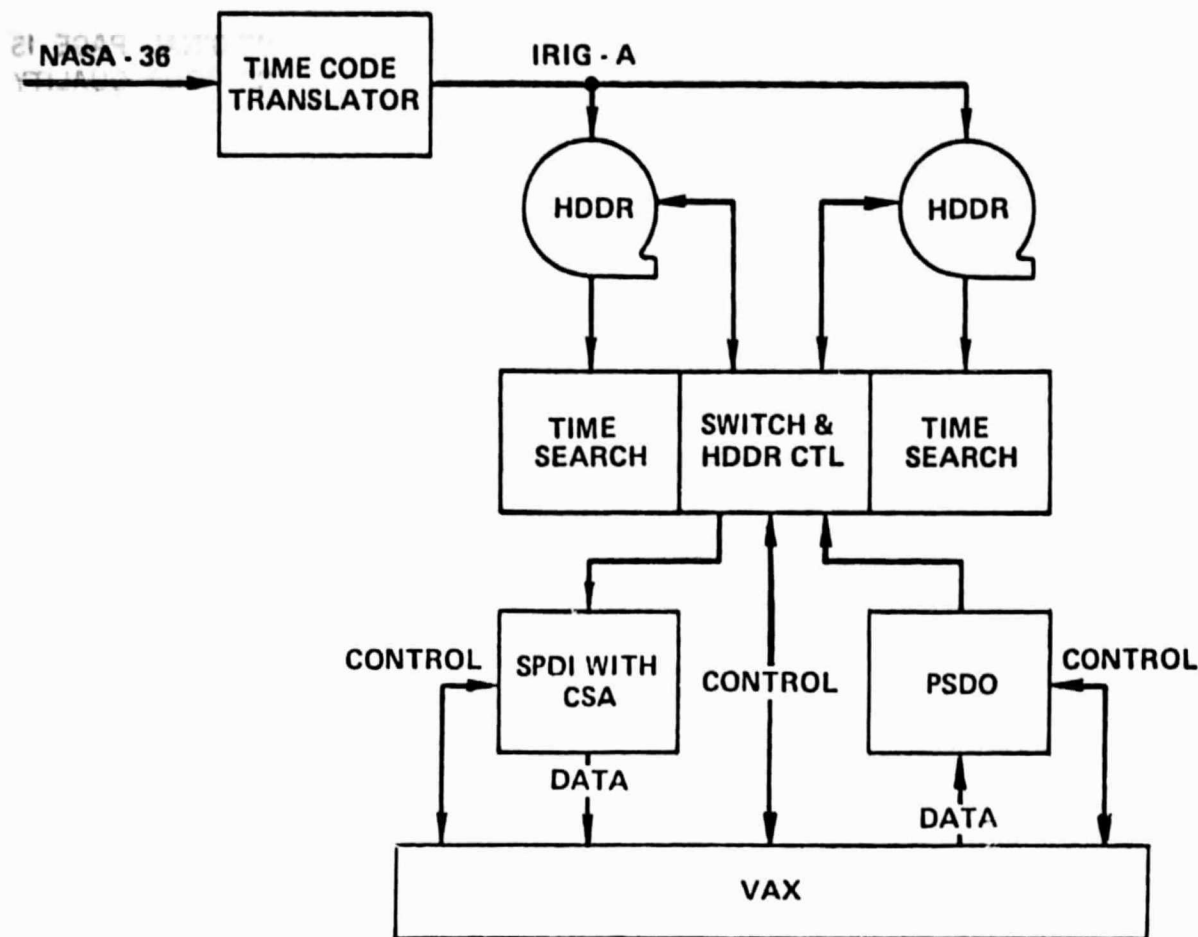 NASA - 36
TIME CODE
TRANSLATOR
IRIG - A
HDDR
HDDR
TIME
SEARCH
SWITCH &
HDDR CTL
TIME
SEARCH
CONTROL
SPDI WITH
CSA
CONTROL
PSDO
CONTROL
DATA
DATA
VAX